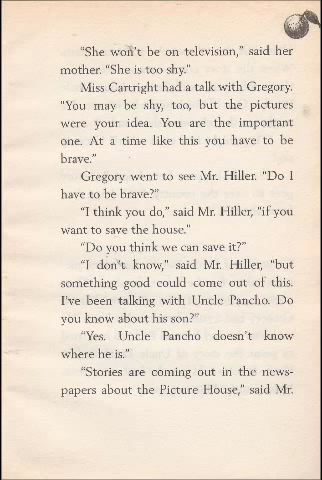 "She won't be on television," said her
mother. "She is too shy."
Miss Cartright had a talk with Gregory.
"You may be shy, too, but the pictures
were your idea. You are the important
one. At a time like this you have to be
brave."
Gregory went to see Mr. Hiller. "Do I
have to be brave?"
"I think you do," said Mr. Hiller, "if you
want to save the house."
"Do you think we can save it?"
"I don't know," said Mr. Hiller, "but
something good could come out of this.
I've been talking with Uncle Pancho. Do
you know about his son?"
"Yes. Uncle Pancho doesn't know
where he is."
"Stories are coming out in the news-
papers about the Picture House," said Mr.